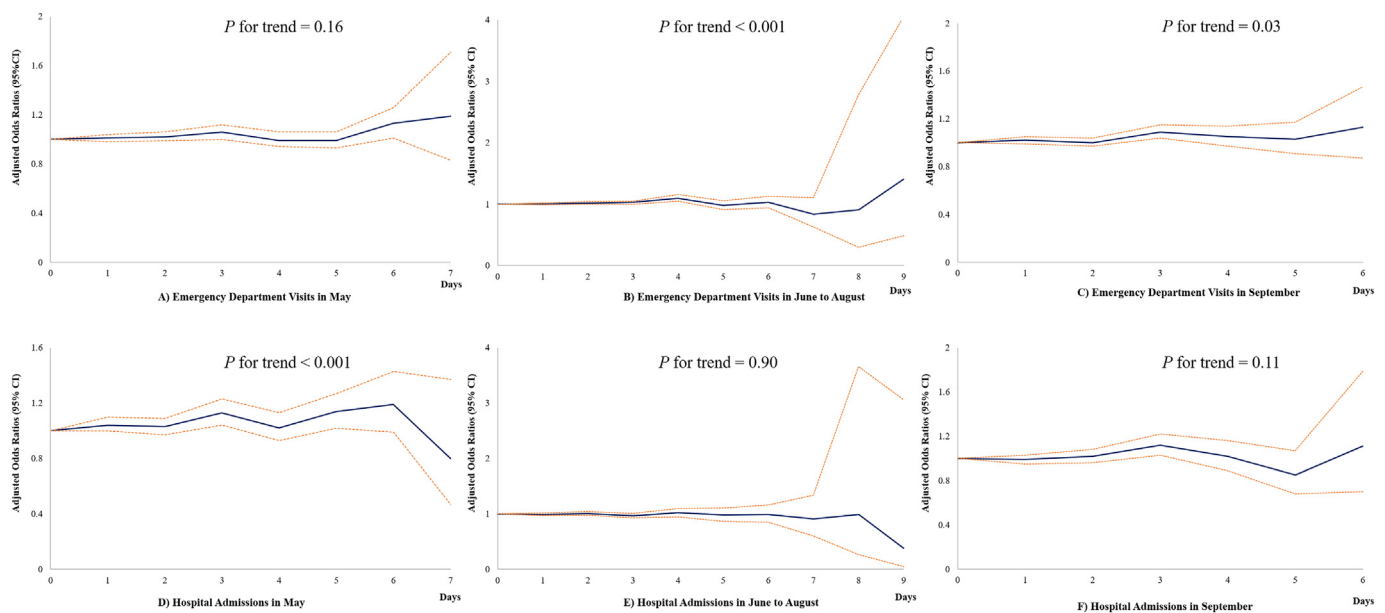 P for trend = 0.16
Adjusted Odds Ratios (95%CI)
2
1.6
1.2
0.8
0.4
0
0 1 2 3 4 5 6 7
Days
A) Emergency Department Visits in May
P for trend < 0.001
Adjusted Odds Ratios (95% CI)
4
3
2
1
0
0 1 2 3 4 5 6 7 8 9
Days
B) Emergency Department Visits in June to August
P for trend = 0.03
Adjusted Odds Ratios (95% CI)
2
1.6
1.2
0.8
0.4
0
0 1 2 3 4 5 6
Days
C) Emergency Department Visits in September
P for trend < 0.001
Adjusted Odds Ratios (95% CI)
1.6
1.2
0.8
0.4
0
0 1 2 3 4 5 6 7
Days
D) Hospital Admissions in May
P for trend = 0.90
Adjusted Odds Ratios (95% CI)
4
3
2
1
0
0 1 2 3 4 5 6 7 8 9
Days
E) Hospital Admissions in June to August
P for trend = 0.11
Adjusted Odds Ratios (95% CI)
2
1.6
1.2
0.8
0.4
0
0 1 2 3 4 5 6
Days
F) Hospital Admissions in September